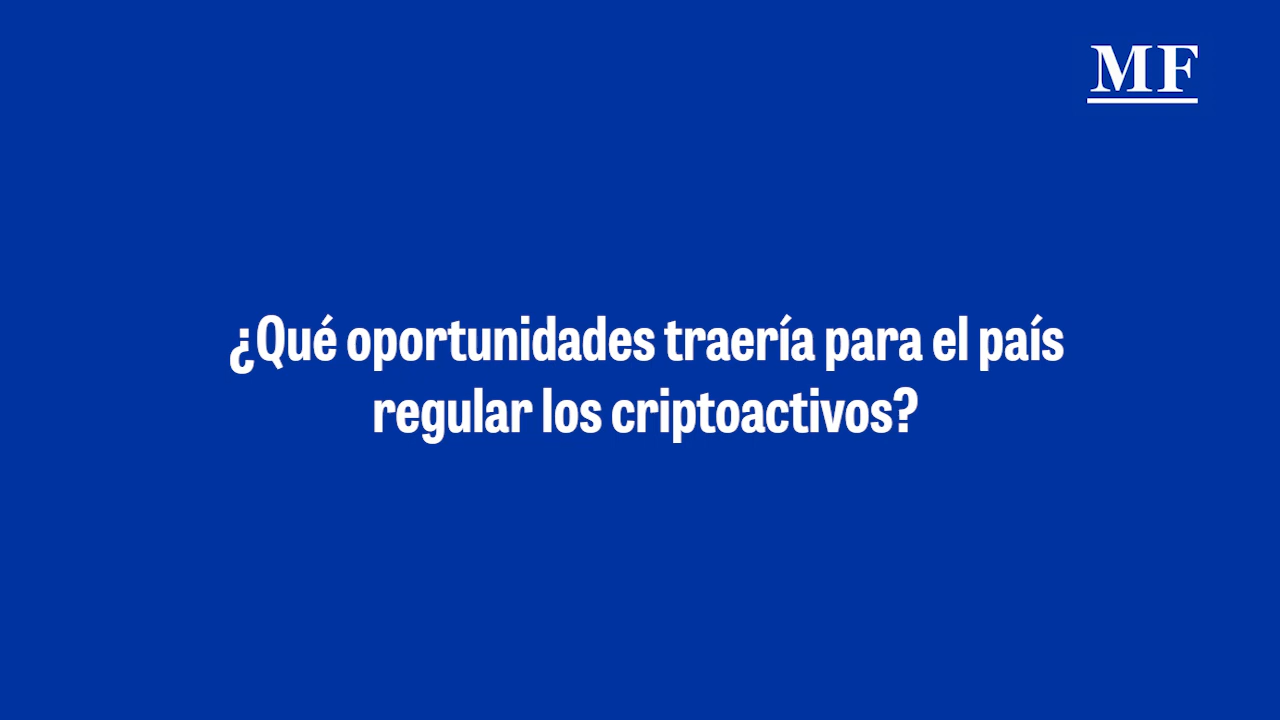 MF
¿Qué oportunidades traería para el país
regular los criptoactivos?